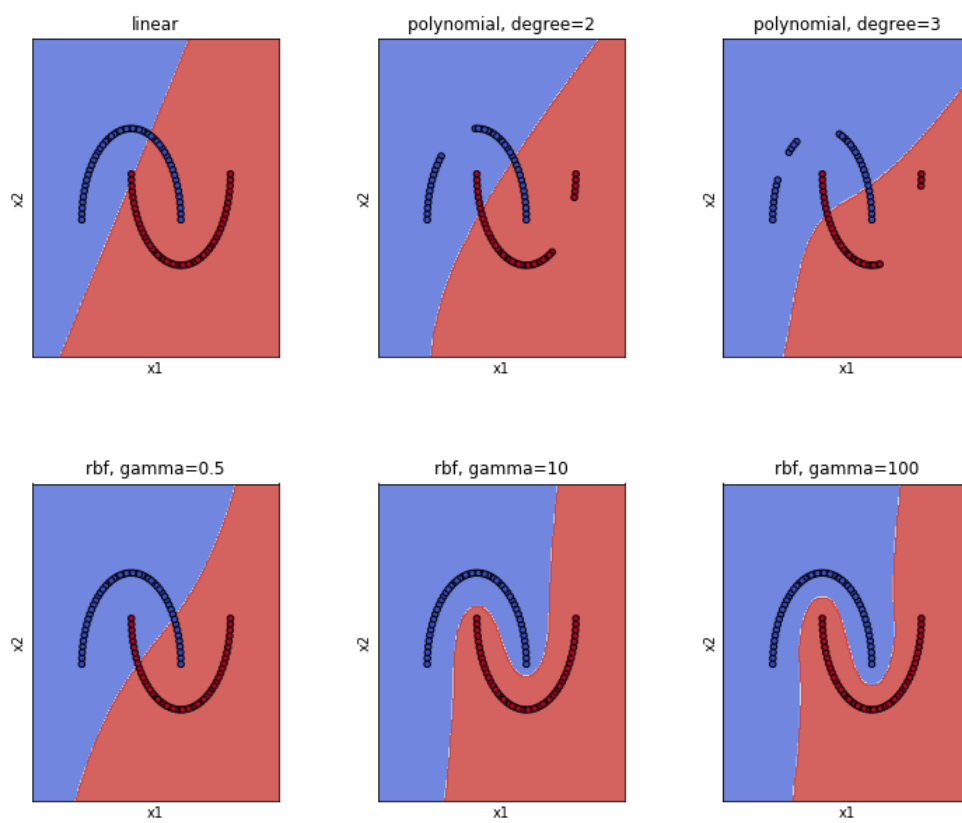 linear
polynomial, degree=2
polynomial, degree=3
x2
x2
x2
x1
x1
x1
rbf, gamma=0.5
rbf, gamma=10
rbf, gamma=100
x2
x2
x2
x1
x1
x1